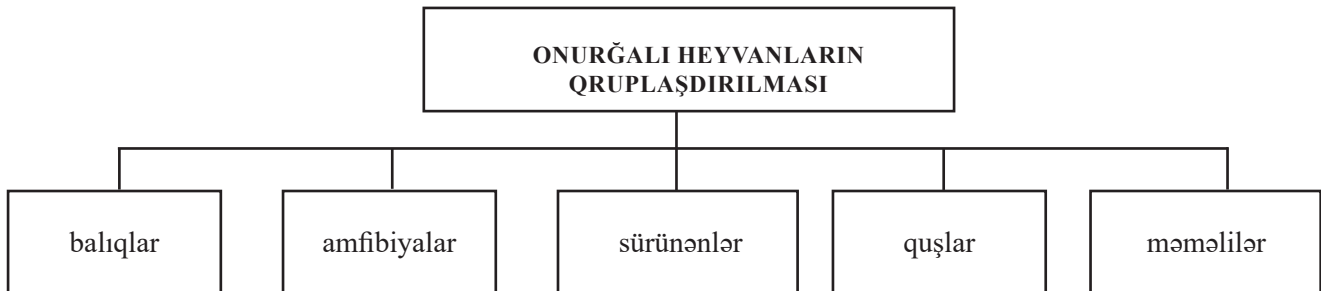 ONURĞALI HEYVANLARIN
QRUPLAŞDIRILMASI
balıqlar
amfibiyalar
sürünənlər
quşlar
məməlilər